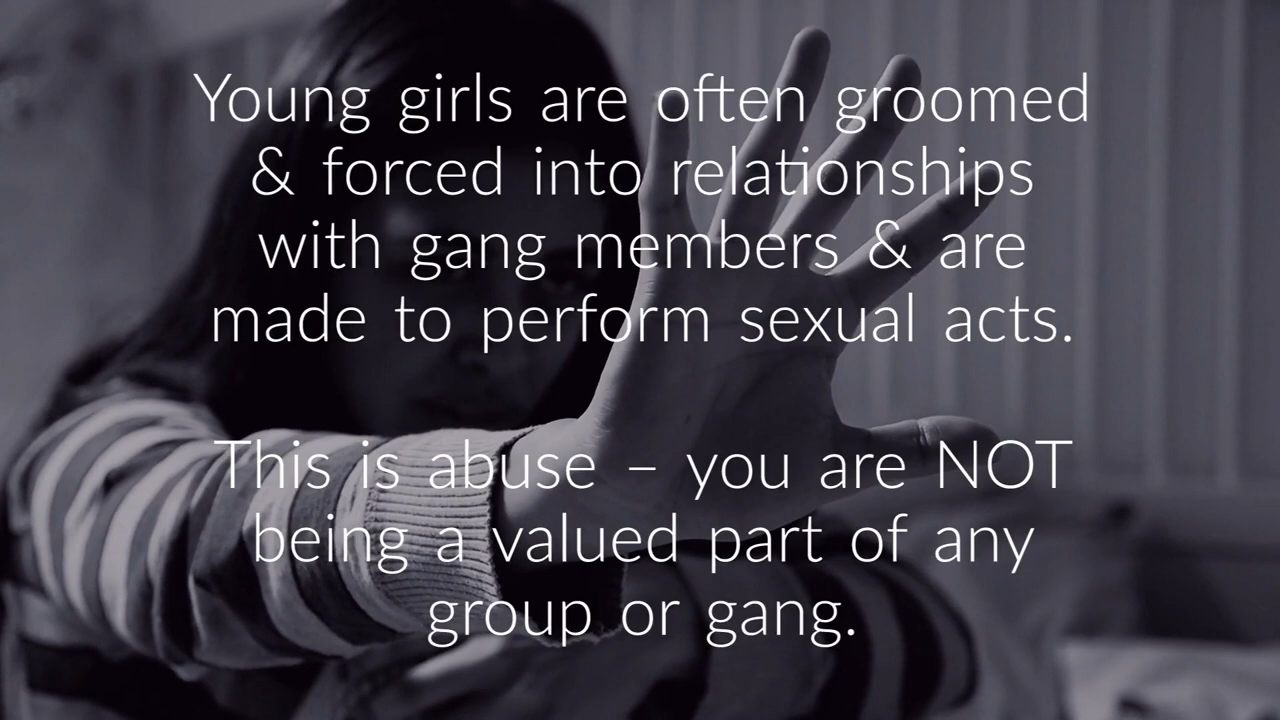 Young girls are often groomed
& forced into relationships
with gang members & are
made to perform sexual acts.
This is abuse – you are NOT
being a valued part of any
group or gang.